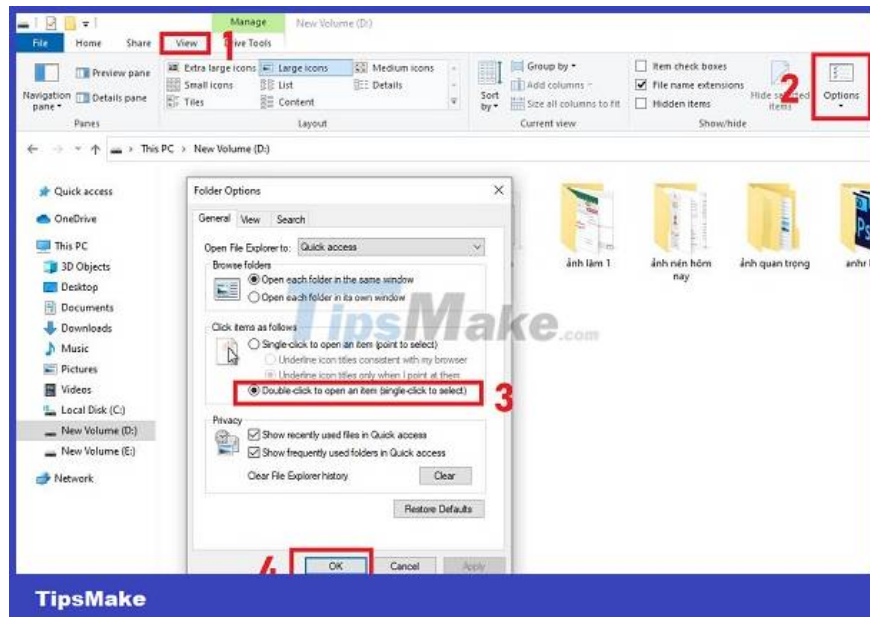 Manage
New Volume (D:)
File Home Share View Drive Tools
1
Navigation pane
Preview pane
Details pane
Panes
Extra large icons Large icons Medium icons
Small icons List Details
Tiles Content
Layout
Sort by
Group by
Add columns
Size all columns to fit
Current view
Item check boxes
File name extensions
Hidden items
Hide selected items
Show/hide
2
Options
This PC > New Volume (D:)
Quick access
OneDrive
This PC
3D Objects
Desktop
Documents
Downloads
Music
Pictures
Videos
Local Disk (C:)
New Volume (D:)
New Volume (E:)
Network
Folder Options
General View Search
Open File Explorer to: Quick access
Browse folders
Open each folder in the same window
Open each folder in its own window
Click items as follows
Single-click to open an item (point to select)
Underline icon titles consistent with my browser
Underline icon titles only when I point at them
Double-click to open an item (single-click to select)
3
Privacy
Show recently used files in Quick access
Show frequently used folders in Quick access
Clear File Explorer history Clear
Restore Defaults
4
OK Cancel Apply
ảnh làm 1
ảnh nén hôm nay
ảnh quan trọng
anhr
Ps
TipsMake.com
TipsMake